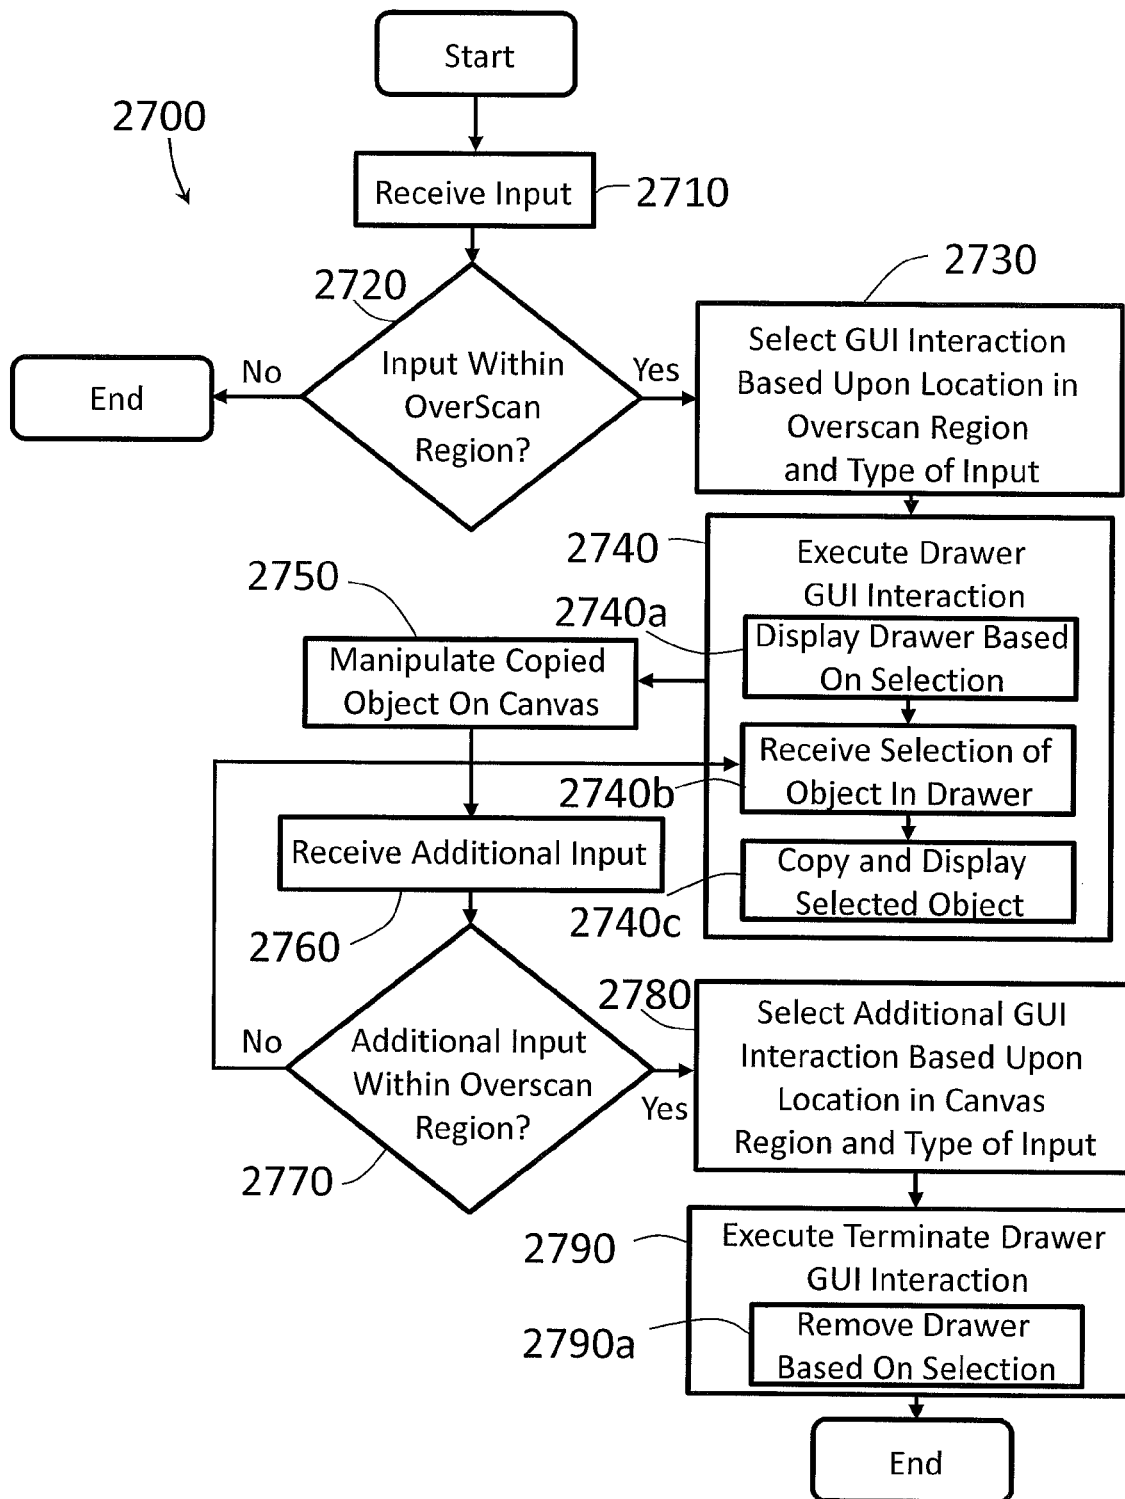 Start
2700
Receive Input
2710
2720
Input Within
OverScan
Region?
No
Yes
End
2730
Select GUI Interaction
Based Upon Location in
Overscan Region
and Type of Input
2740
Execute Drawer
GUI Interaction
2740a
Display Drawer Based
On Selection
2750
Manipulate Copied
Object On Canvas
2740b
Receive Selection of
Object In Drawer
2740c
Copy and Display
Selected Object
Receive Additional Input
2760
Additional Input
Within Overscan
Region?
No
Yes
2770
2780
Select Additional GUI
Interaction Based Upon
Location in Canvas
Region and Type of Input
2790
Execute Terminate Drawer
GUI Interaction
2790a
Remove Drawer
Based On Selection
End